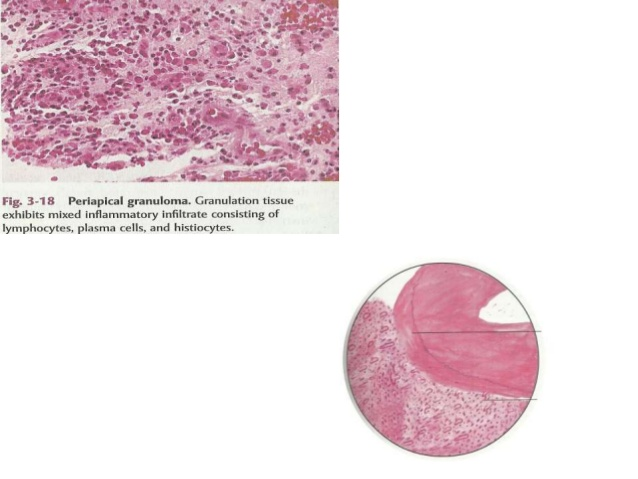 Fig. 3-18 Periapical granuloma. Granulation tissue
exhibits mixed inflammatory infiltrate consisting of
lymphocytes, plasma cells, and histiocytes.